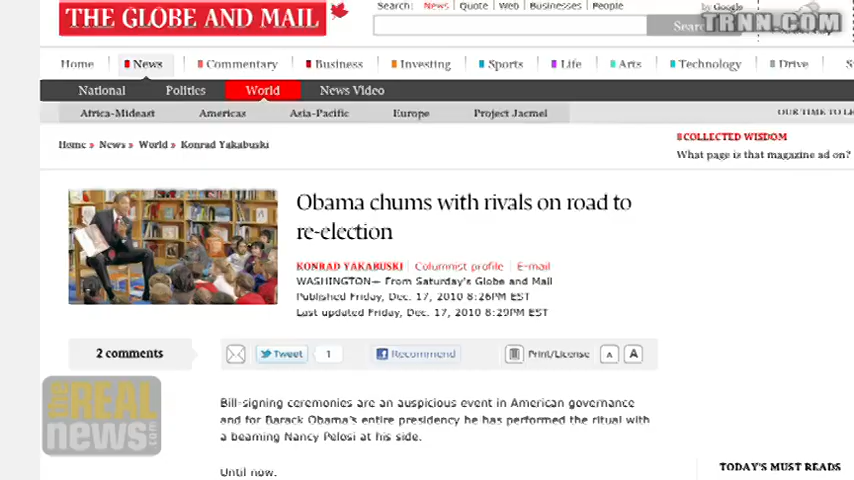 THE GLOBE AND MAIL
Search: News Quote Web Businesses People
by Google
TRNN.COM
Home News Commentary Business Investing Sports Life Arts Technology Drive
National Politics World News Video
Africa-Mideast Americas Asia-Pacific Europe Project Jacmel
OUR TIME TO
Home » News » World » Konrad Yakabuski
COLLECTED WISDOM
What page is that magazine ad on?
Obama chums with rivals on road to
re-election
KONRAD YAKABUSKI Columnist profile E-mail
WASHINGTON— From Saturday's Globe and Mail
Published Friday, Dec. 17, 2010 8:26PM EST
Last updated Friday, Dec. 17, 2010 8:29PM EST
2 comments
Tweet 1 Recommend Print/License A A
the REAL
news.com
Bill-signing ceremonies are an auspicious event in American governance
and for Barack Obama's entire presidency he has performed the ritual with
a beaming Nancy Pelosi at his side.
Until now.
TODAY'S MUST READS